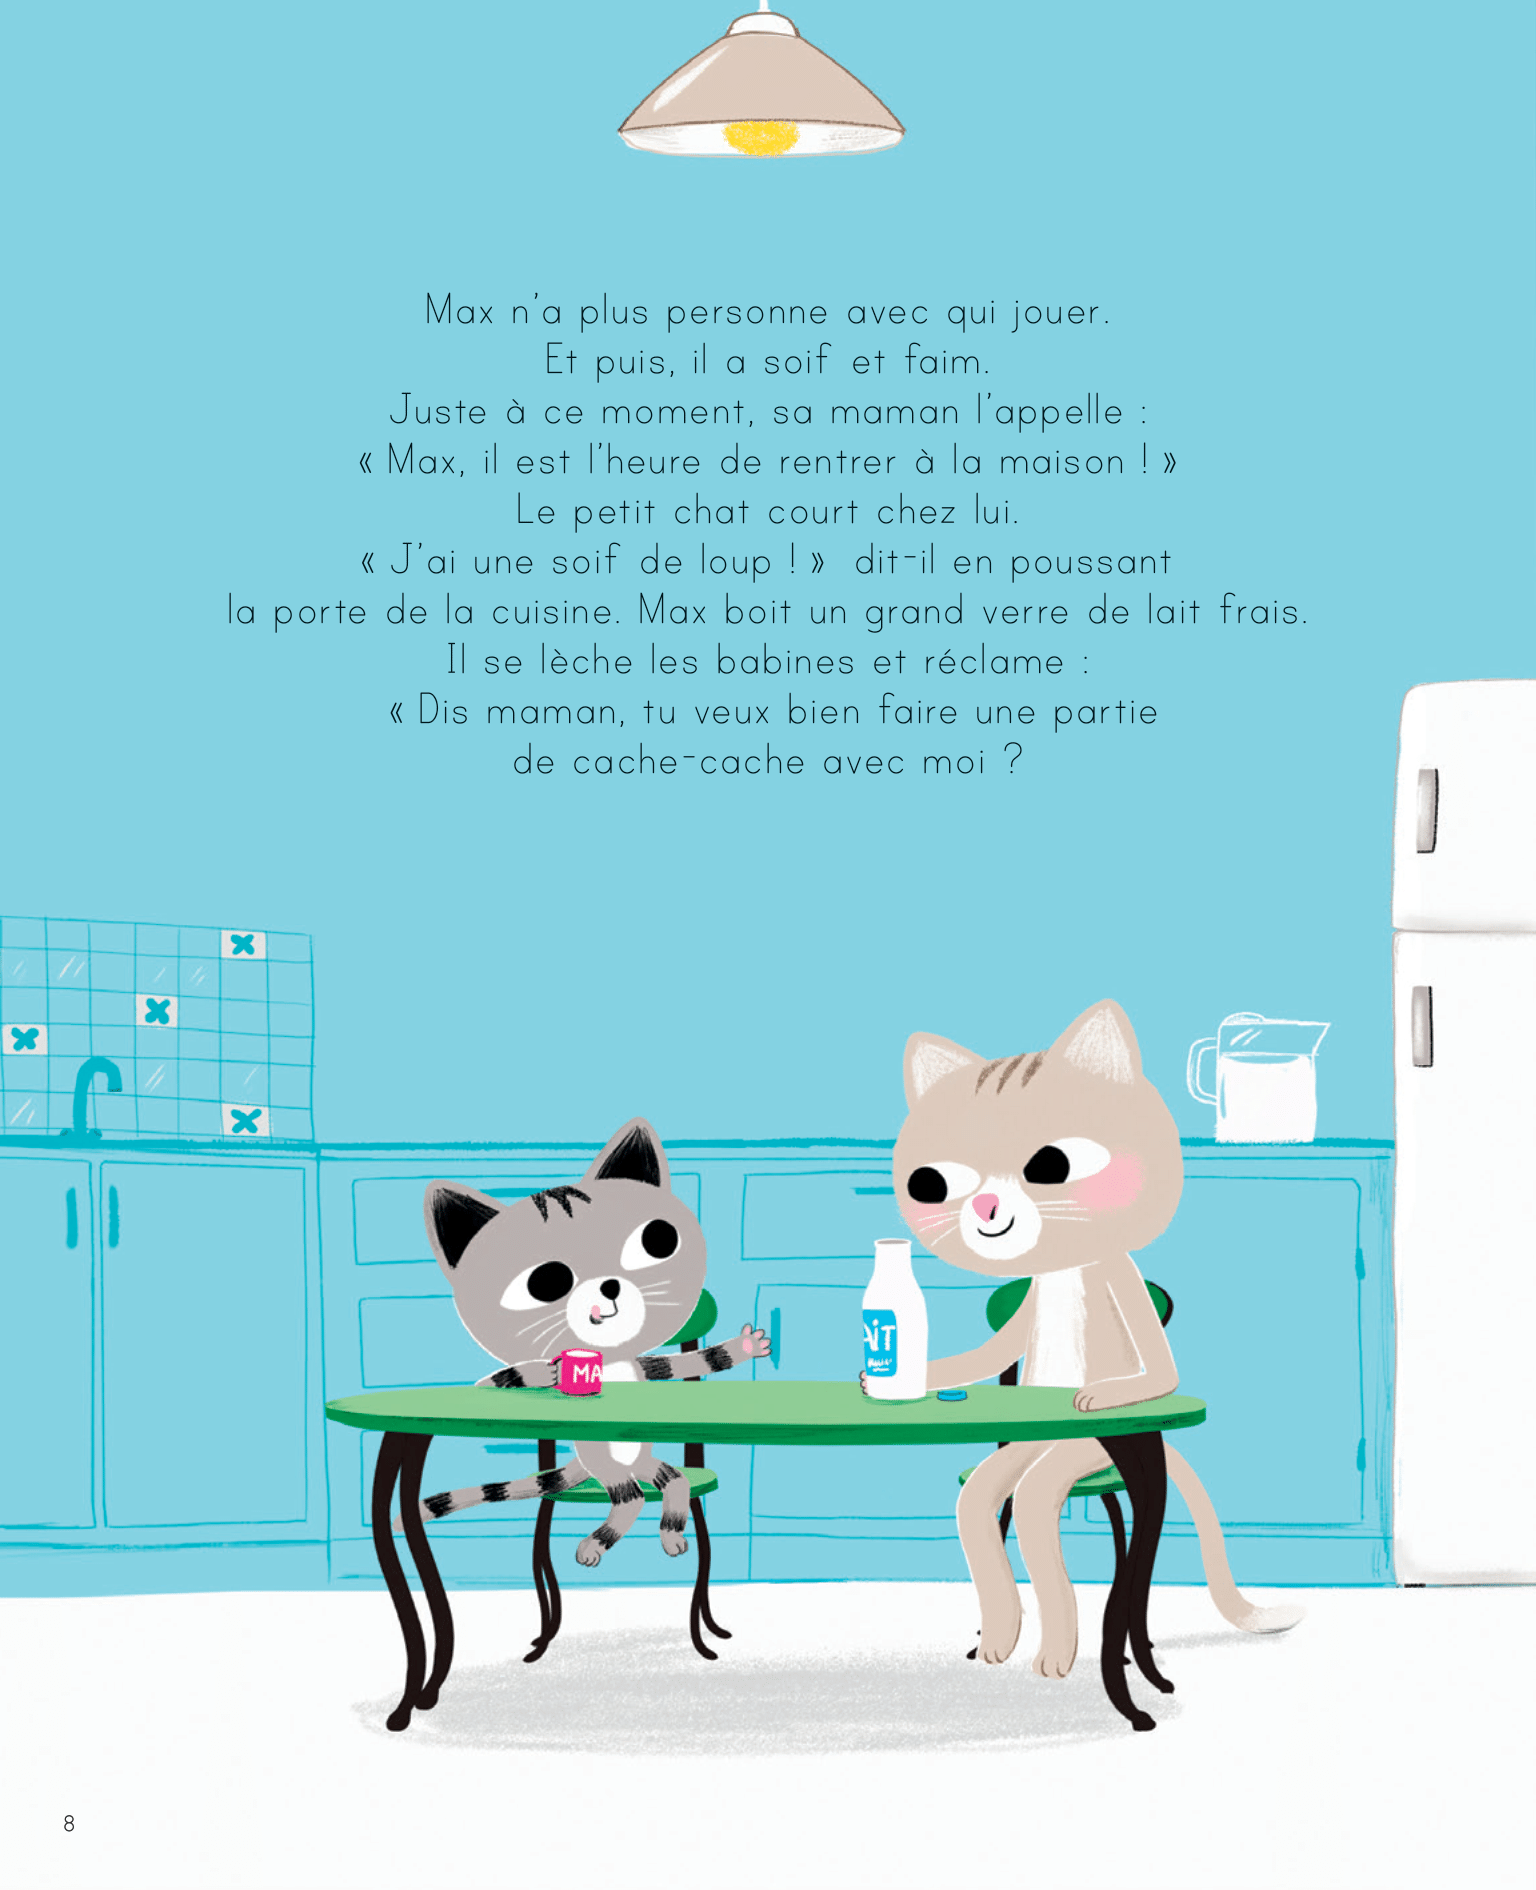 Max n'a plus personne avec qui jouer.
Et puis, il a soif et faim.
Juste à ce moment, sa maman l'appelle :
« Max, il est l'heure de rentrer à la maison ! »
Le petit chat court chez lui.
« J'ai une soif de loup ! » dit-il en poussant
la porte de la cuisine. Max boit un grand verre de lait frais.
Il se lèche les babines et réclame :
« Dis maman, tu veux bien faire une partie
de cache-cache avec moi ?
AiT
MA
8